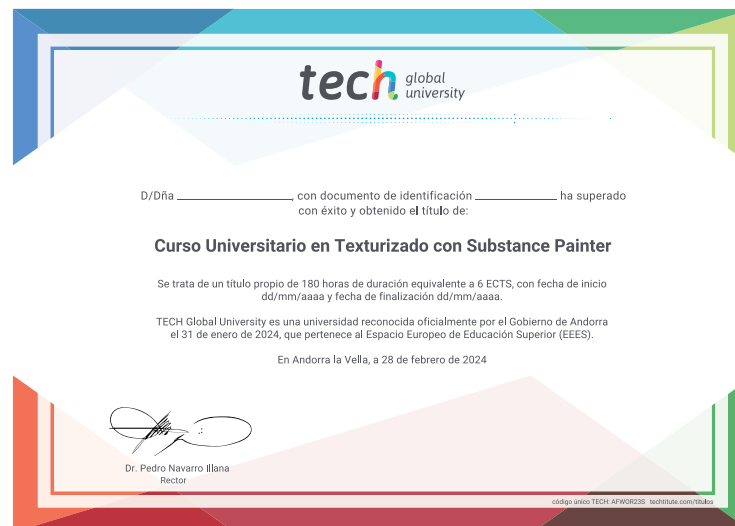 tech global university
D/Dña ____________________, con documento de identificación ______________ ha superado
con éxito y obtenido el título de:
Curso Universitario en Texturizado con Substance Painter
Se trata de un título propio de 180 horas de duración equivalente a 6 ECTS, con fecha de inicio
dd/mm/aaaa y fecha de finalización dd/mm/aaaa.
TECH Global University es una universidad reconocida oficialmente por el Gobierno de Andorra
el 31 de enero de 2024, que pertenece al Espacio Europeo de Educación Superior (EEES).
En Andorra la Vella, a 28 de febrero de 2024
Dr. Pedro Navarro Illana
Rector
código único TECH: AFWOR23S techtitute.com/titulos